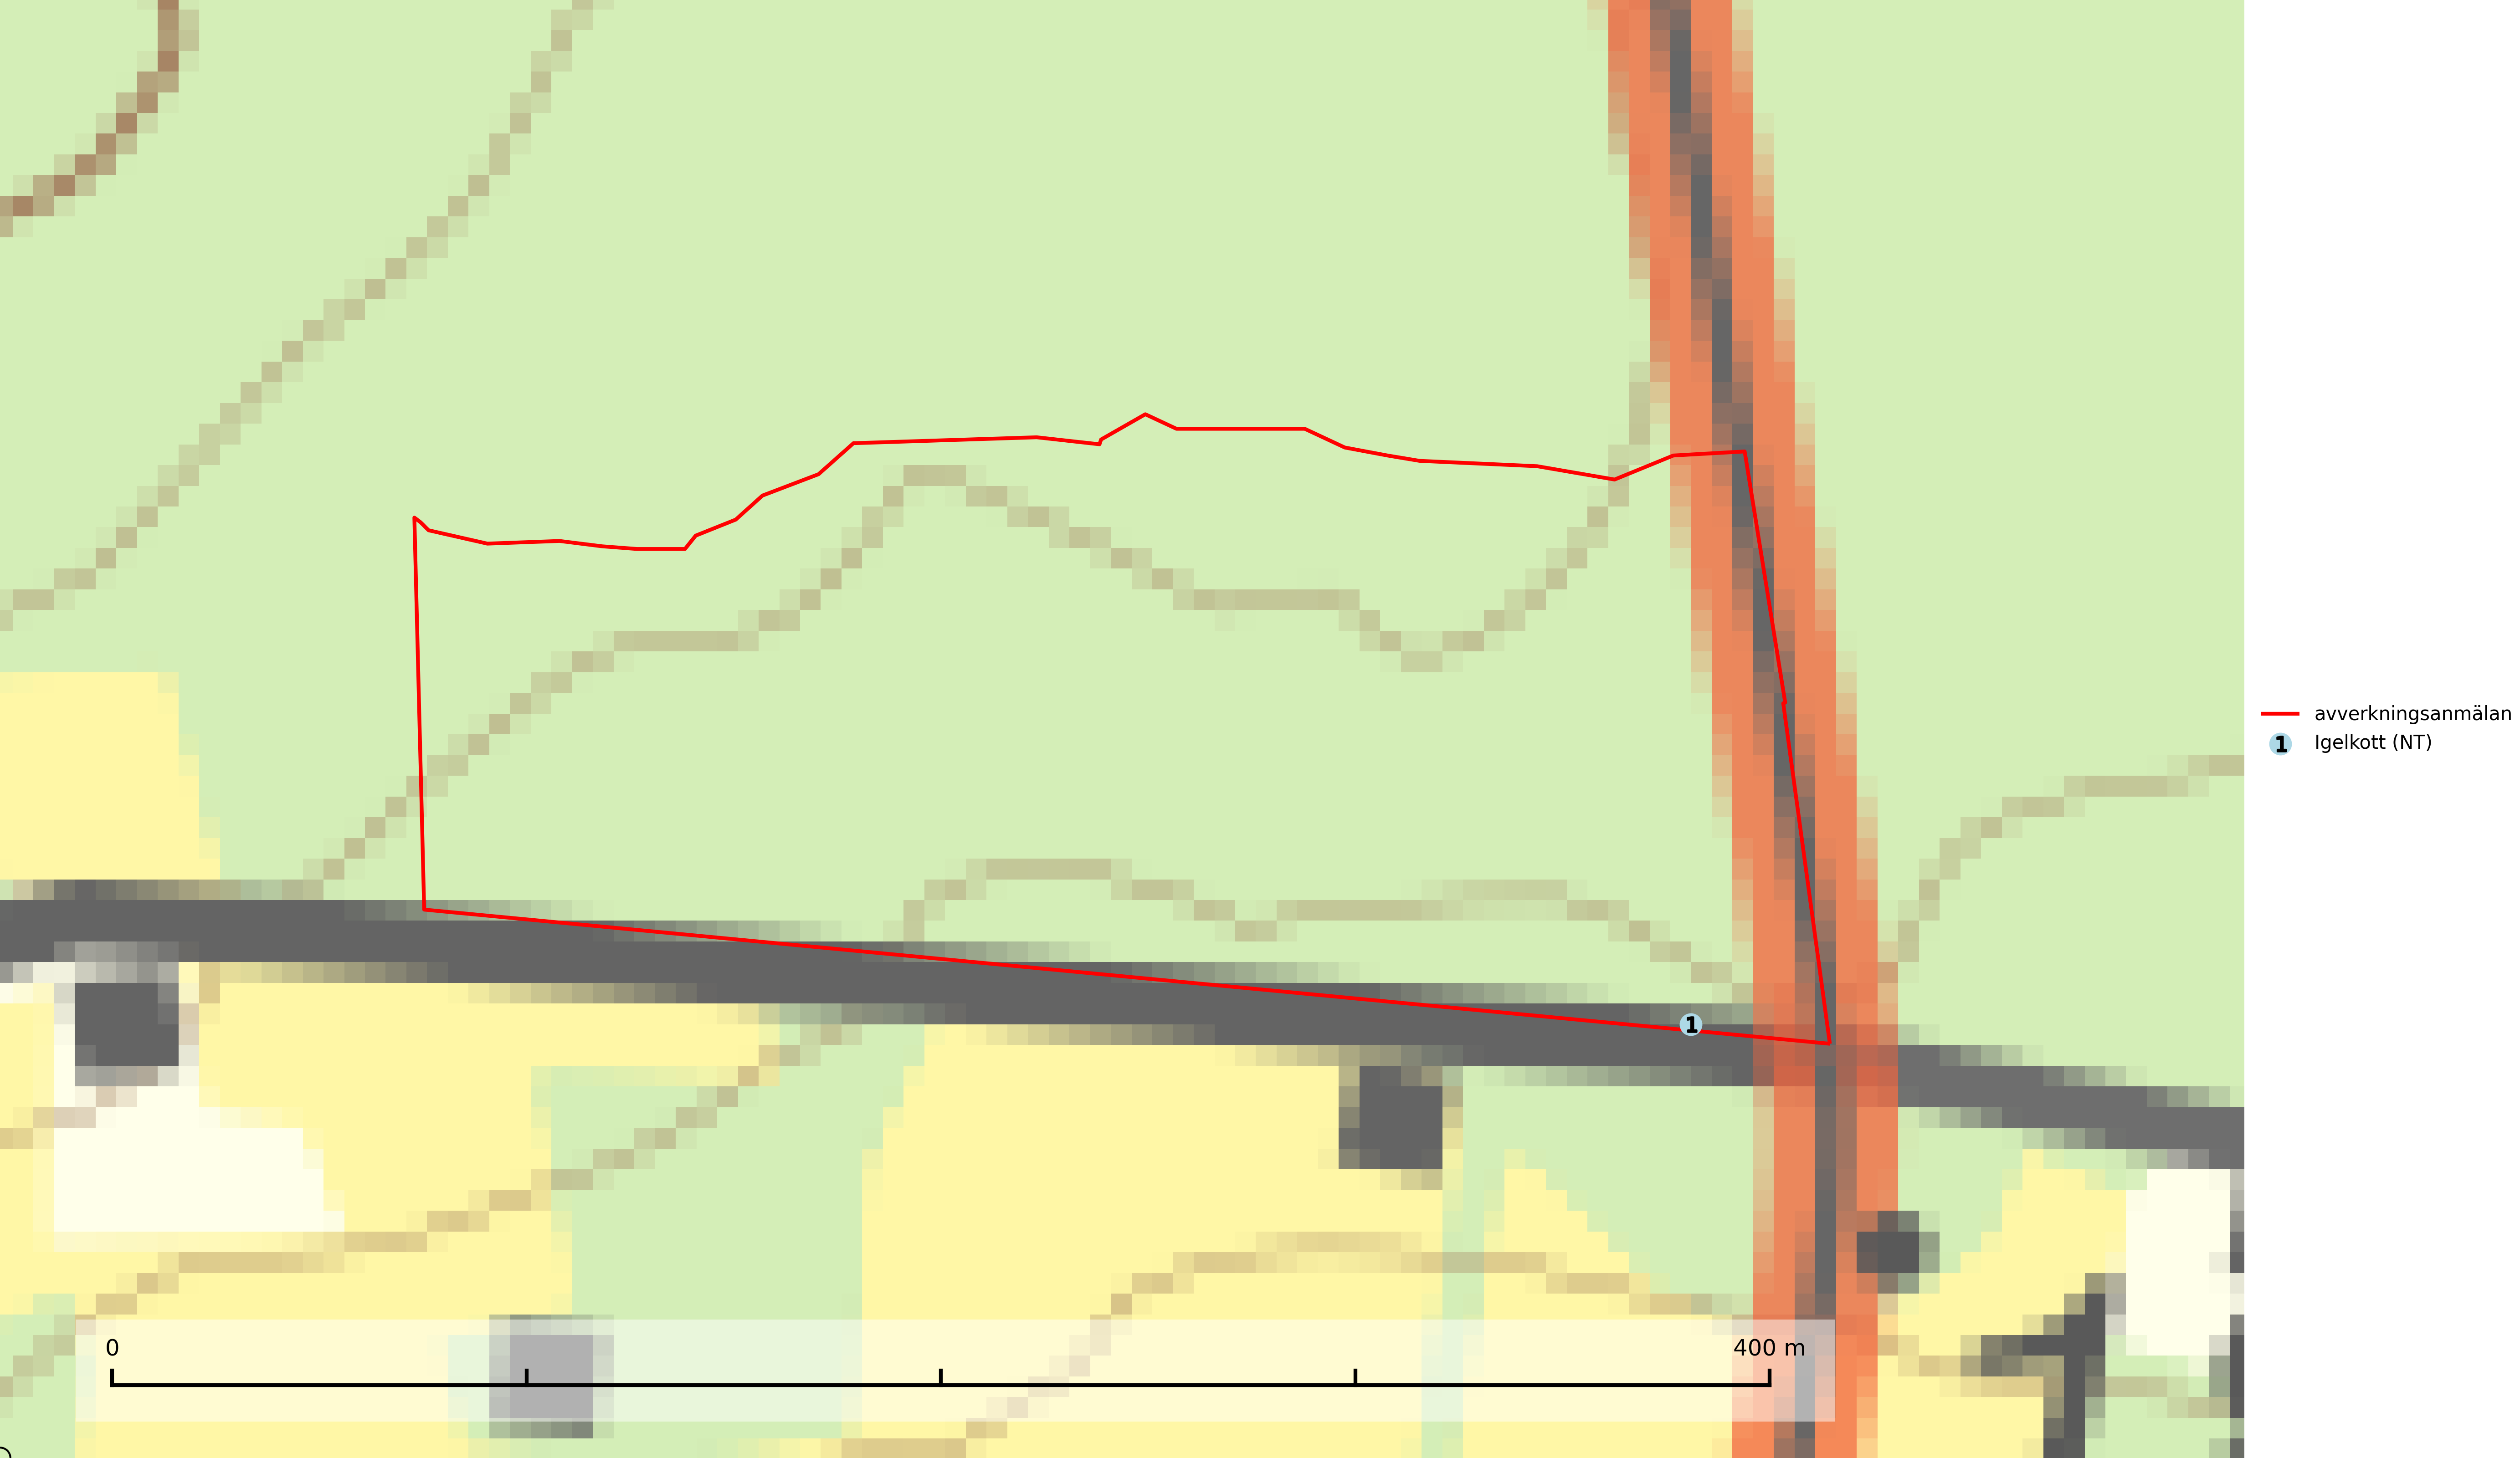 avverkningsanmälan
1 Igelkott (NT)
1
0 400 m